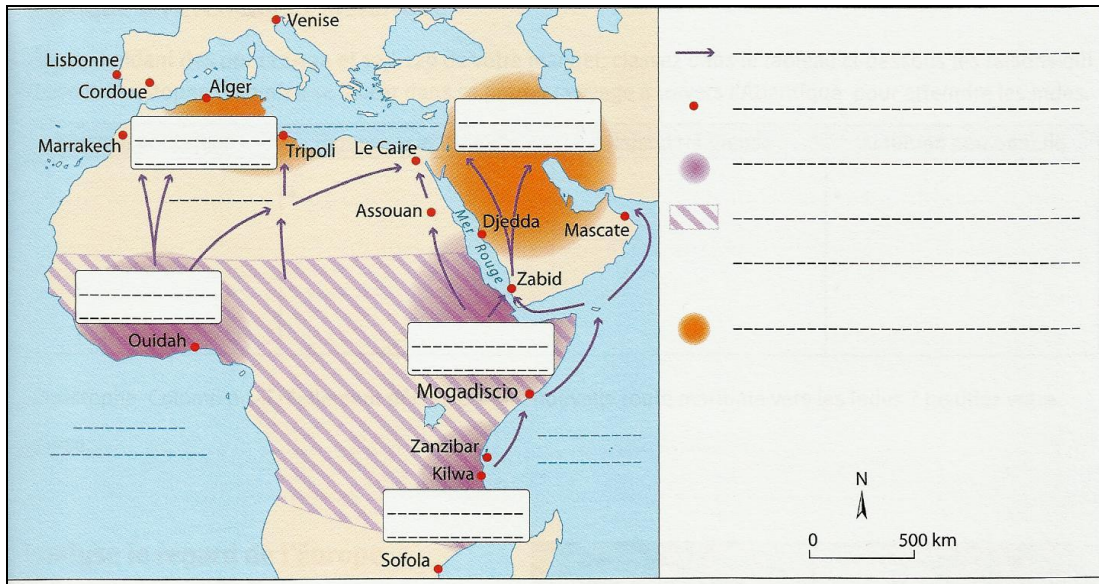 Venise
Lisbonne
Cordoue
Alger
Marrakech
Tripoli
Le Caire
Assouan
Mer Rouge
Djedda
Mascate
Zabid
Ouidah
Mogadiscio
Zanzibar
Kilwa
Sofola
N
0 500 km